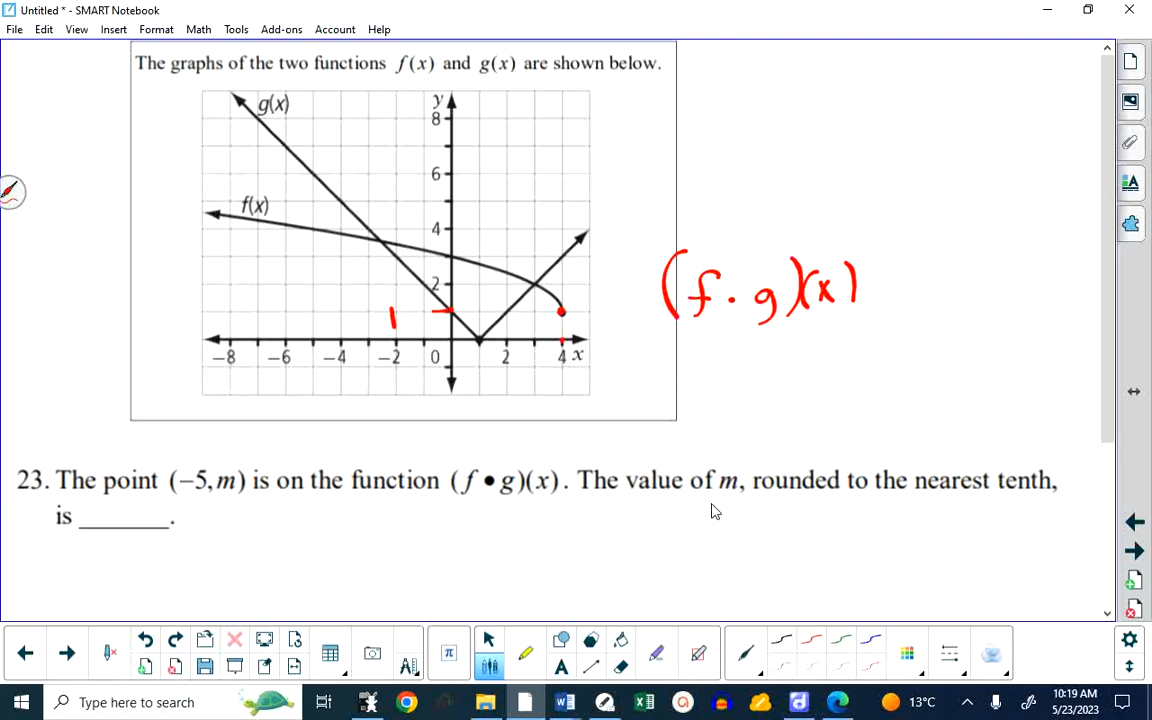 Untitled * - SMART Notebook
File Edit View Insert Format Math Tools Add-ons Account Help
The graphs of the two functions f(x) and g(x) are shown below.
g(x)
y
8
6
f(x)
4
2
1
(f · g)(x)
-8 -6 -4 -2 0 2 4 x
23. The point (−5, m) is on the function (f • g)(x). The value of m, rounded to the nearest tenth,
is ________.
π
A
Type here to search
13°C
10:19 AM
5/23/2023